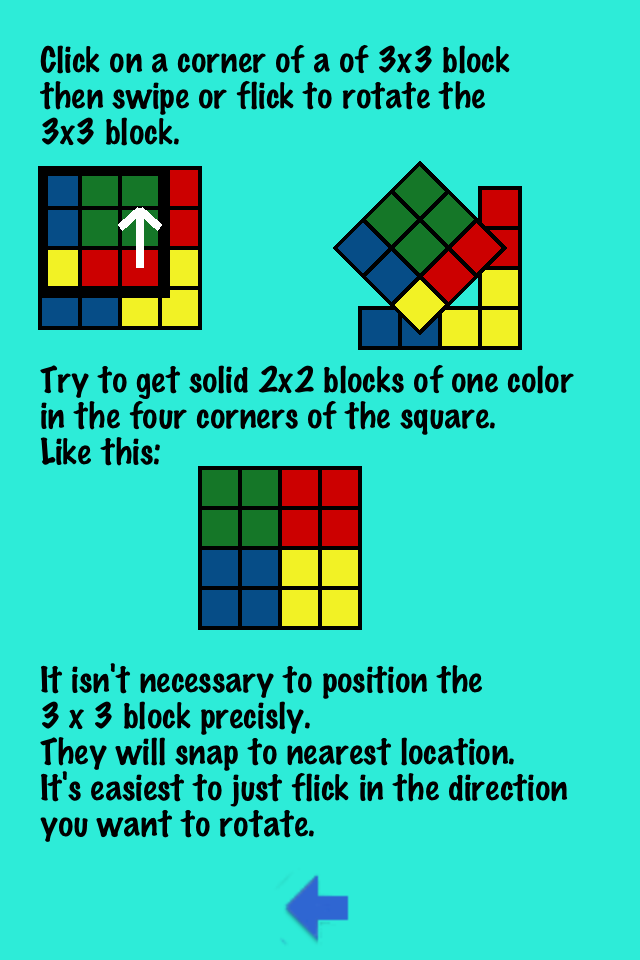 Click on a corner of a of 3x3 block
then swipe or flick to rotate the
3x3 block.
Try to get solid 2x2 blocks of one color
in the four corners of the square.
Like this:
It isn't necessary to position the
3 x 3 block precisly.
They will snap to nearest location.
It's easiest to just flick in the direction
you want to rotate.